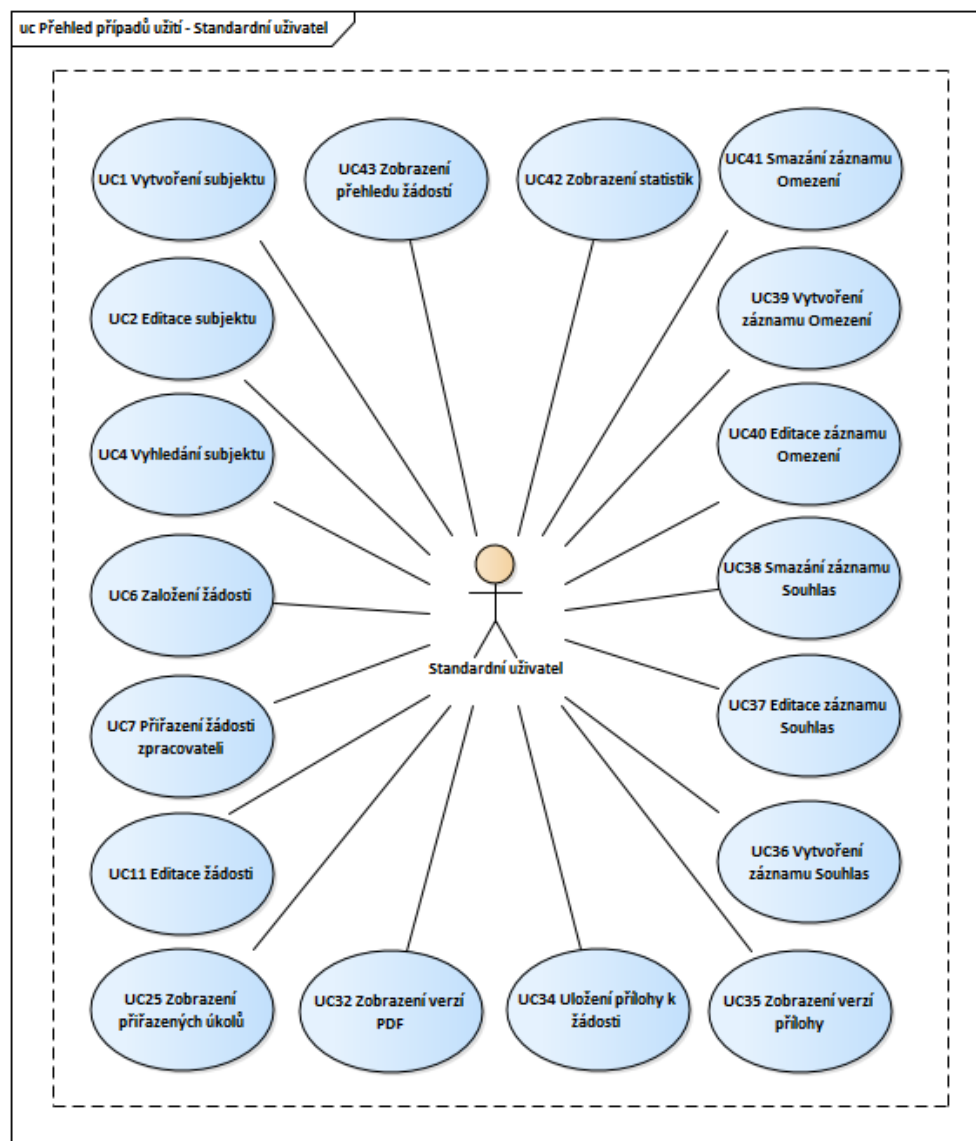 uc Přehled případů užití - Standardní uživatel
UC1 Vytvoření subjektu
UC43 Zobrazení
přehledu žádostí
UC42 Zobrazení statistik
UC41 Smazání záznamu
Omezení
UC2 Editace subjektu
UC39 Vytvoření
záznamu Omezení
UC4 Vyhledání subjektu
UC40 Editace záznamu
Omezení
UC6 Založení žádosti
UC38 Smazání záznamu
Souhlas
Standardní uživatel
UC7 Přiřazení žádosti
zpracovateli
UC37 Editace záznamu
Souhlas
UC11 Editace žádosti
UC36 Vytvoření
záznamu Souhlas
UC25 Zobrazení
přiřazených úkolů
UC32 Zobrazení verzí
PDF
UC34 Uložení přílohy k
žádosti
UC35 Zobrazení verzí
přílohy